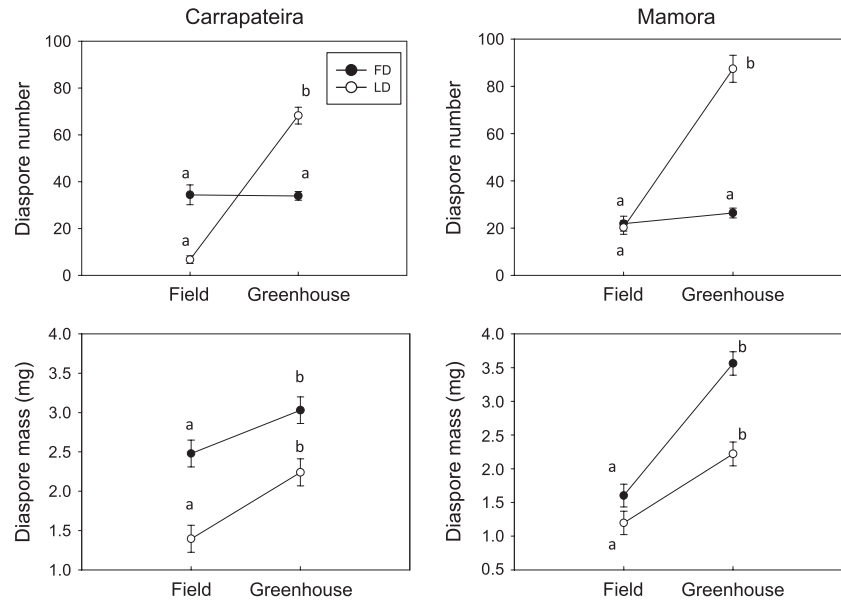 Carrapateira
Mamora
Diaspore number
100
80
60
40
20
0
FD
LD
a
a
b
a
Field
Greenhouse
Diaspore number
100
80
60
40
20
0
a
a
b
a
Field
Greenhouse
Diaspore mass (mg)
4.0
3.5
3.0
2.5
2.0
1.5
1.0
a
a
b
b
Field
Greenhouse
Diaspore mass (mg)
4.0
3.5
3.0
2.5
2.0
1.5
1.0
0.5
a
a
b
b
Field
Greenhouse